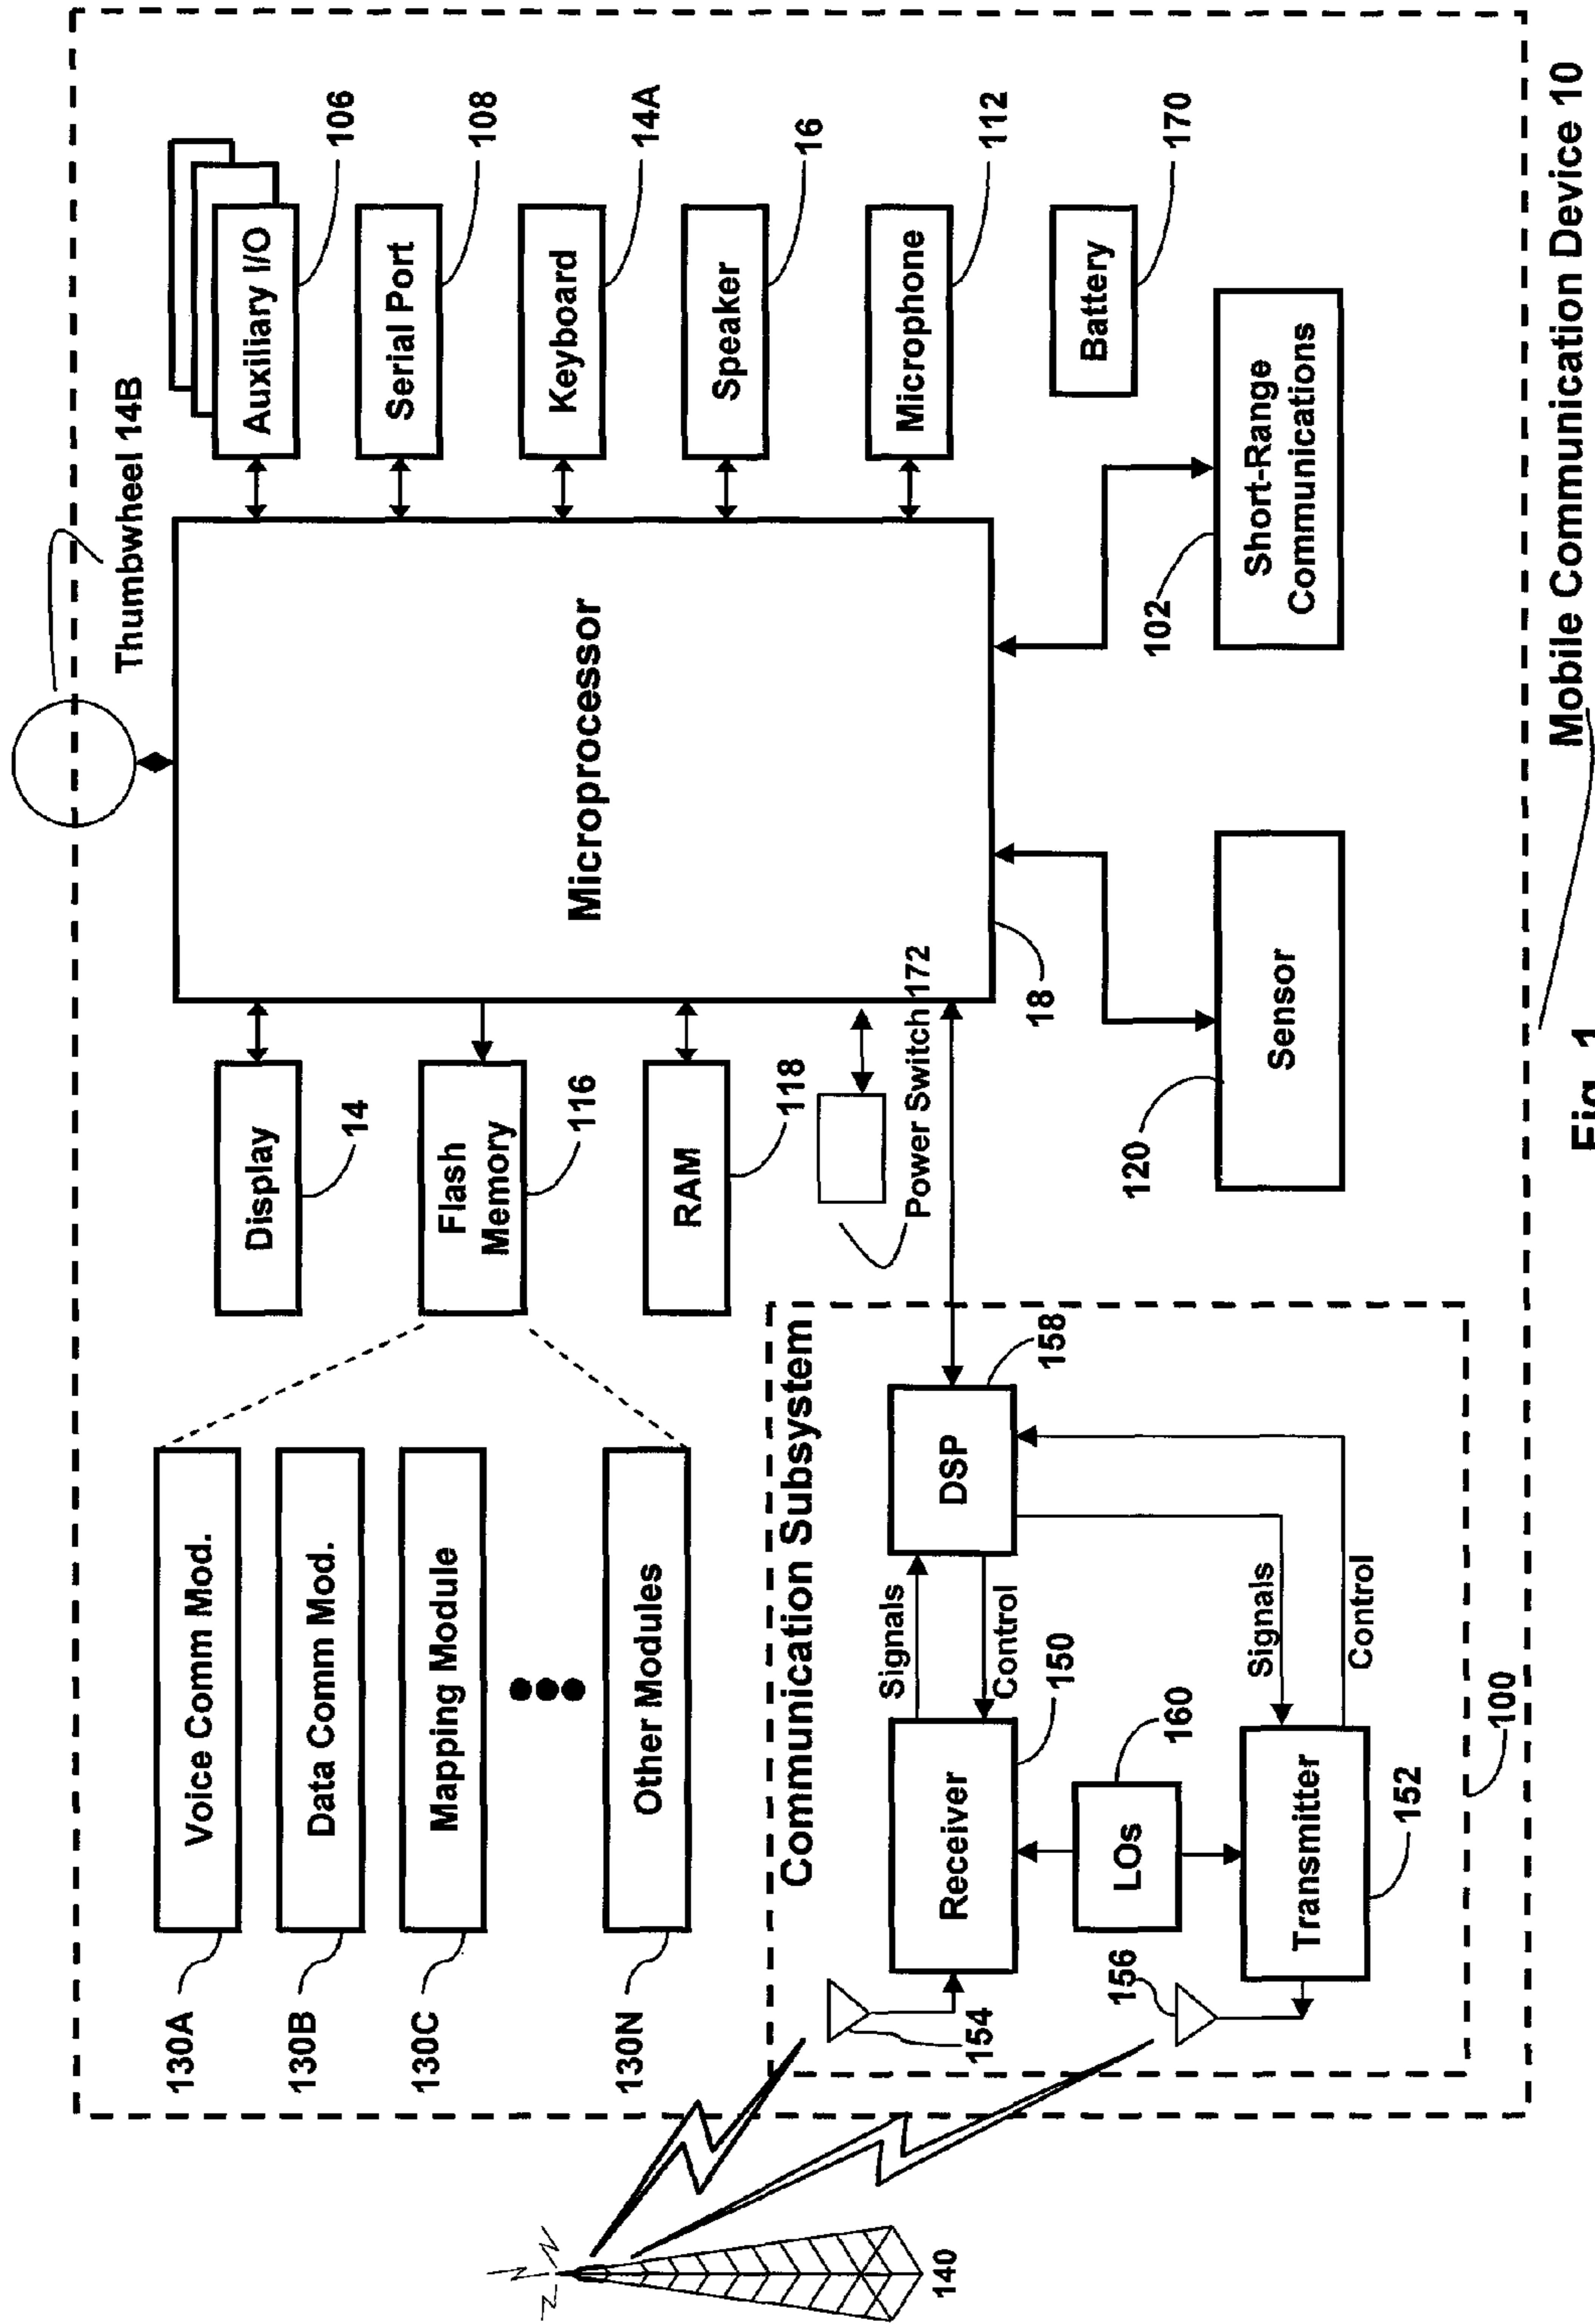 Thumbwheel 14B
130A
Voice Comm Mod.
130B
Data Comm Mod.
130C
Mapping Module
130N
Other Modules
Display
14
Flash
Memory
116
RAM
118
Power Switch 172
Microprocessor
18
Auxiliary I/O
106
Serial Port
108
Keyboard
14A
Speaker
16
Microphone
112
Battery
170
Communication Subsystem
Signals
Control
DSP
158
Receiver
150
154
LOs
160
156
Signals
Control
Transmitter
152
100
140
120
Sensor
102
Short-Range
Communications
Mobile Communication Device 10
Fig. 1